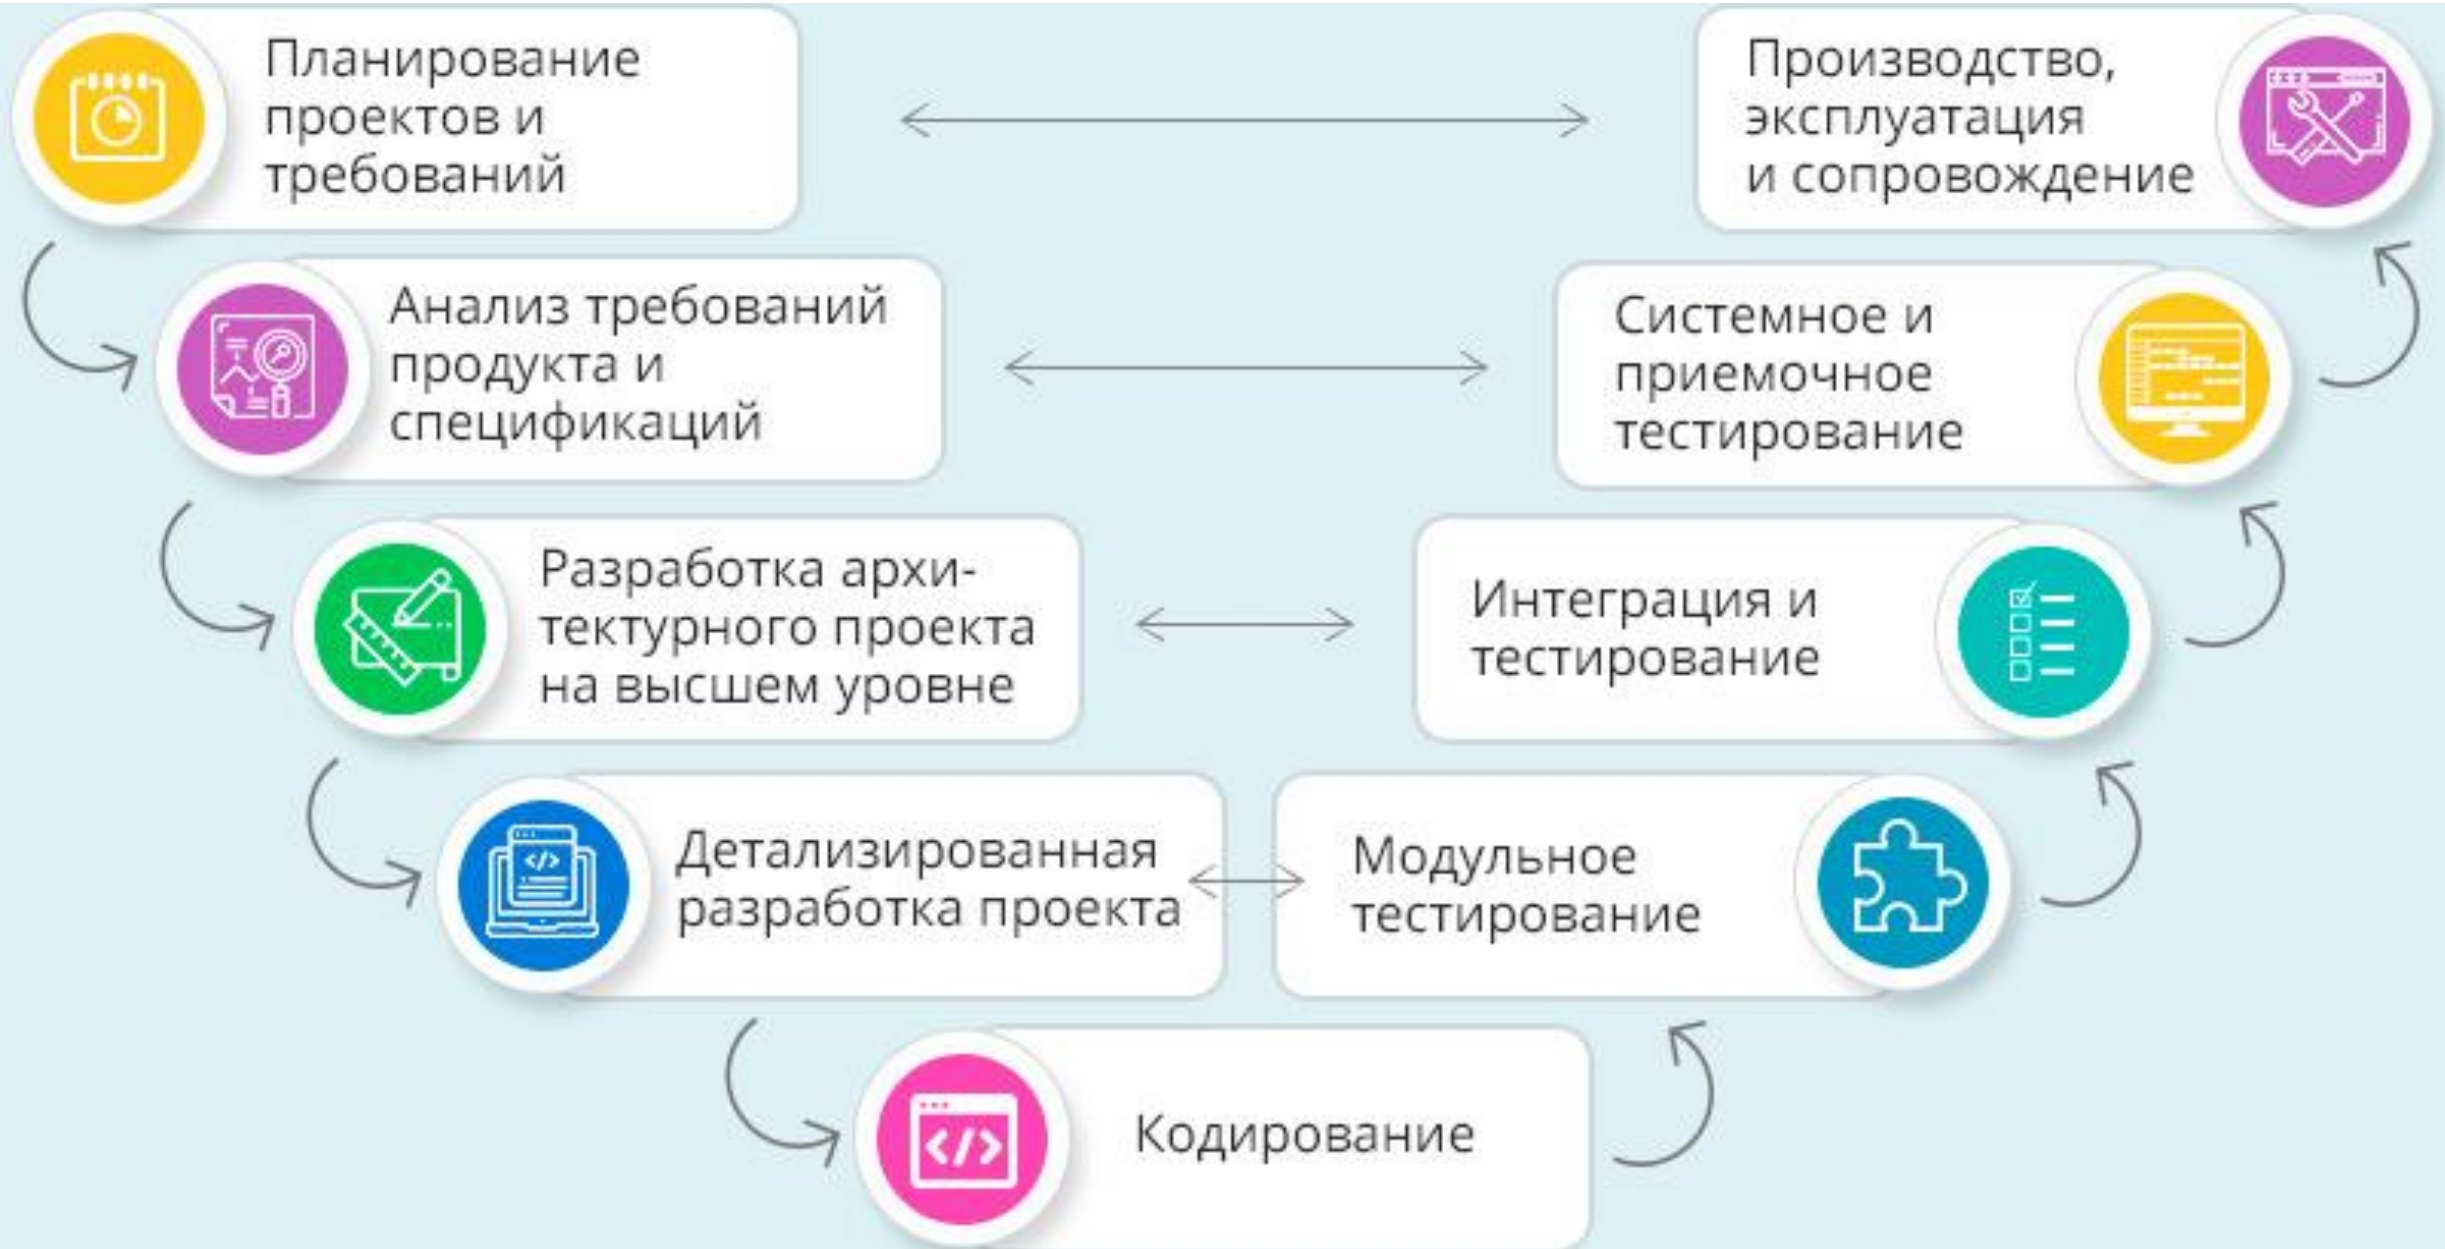 Планирование
проектов и
требований
Производство,
эксплуатация
и сопровождение
Анализ требований
продукта и
спецификаций
Системное и
приемочное
тестирование
Разработка архи-
тектурного проекта
на высшем уровне
Интеграция и
тестирование
Детализированная
разработка проекта
Модульное
тестирование
Кодирование